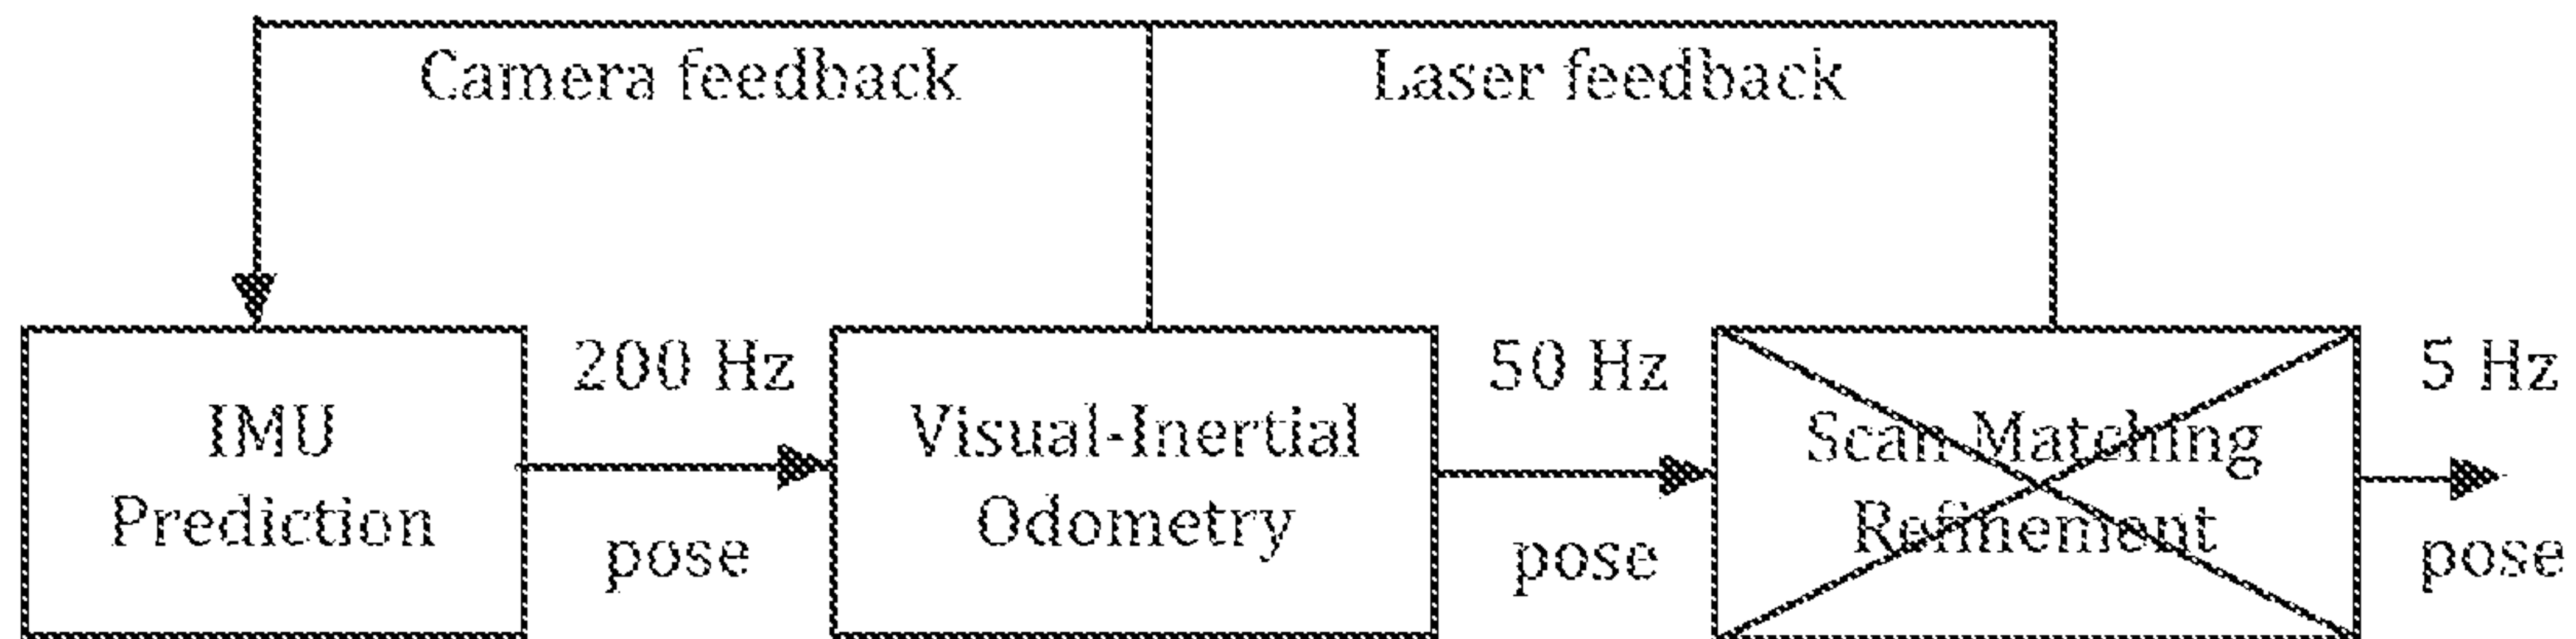 Camera feedback
Laser feedback
IMU
Prediction
200 Hz
pose
Visual-Inertial
Odometry
50 Hz
pose
Scan Matching
Refinement
5 Hz
pose